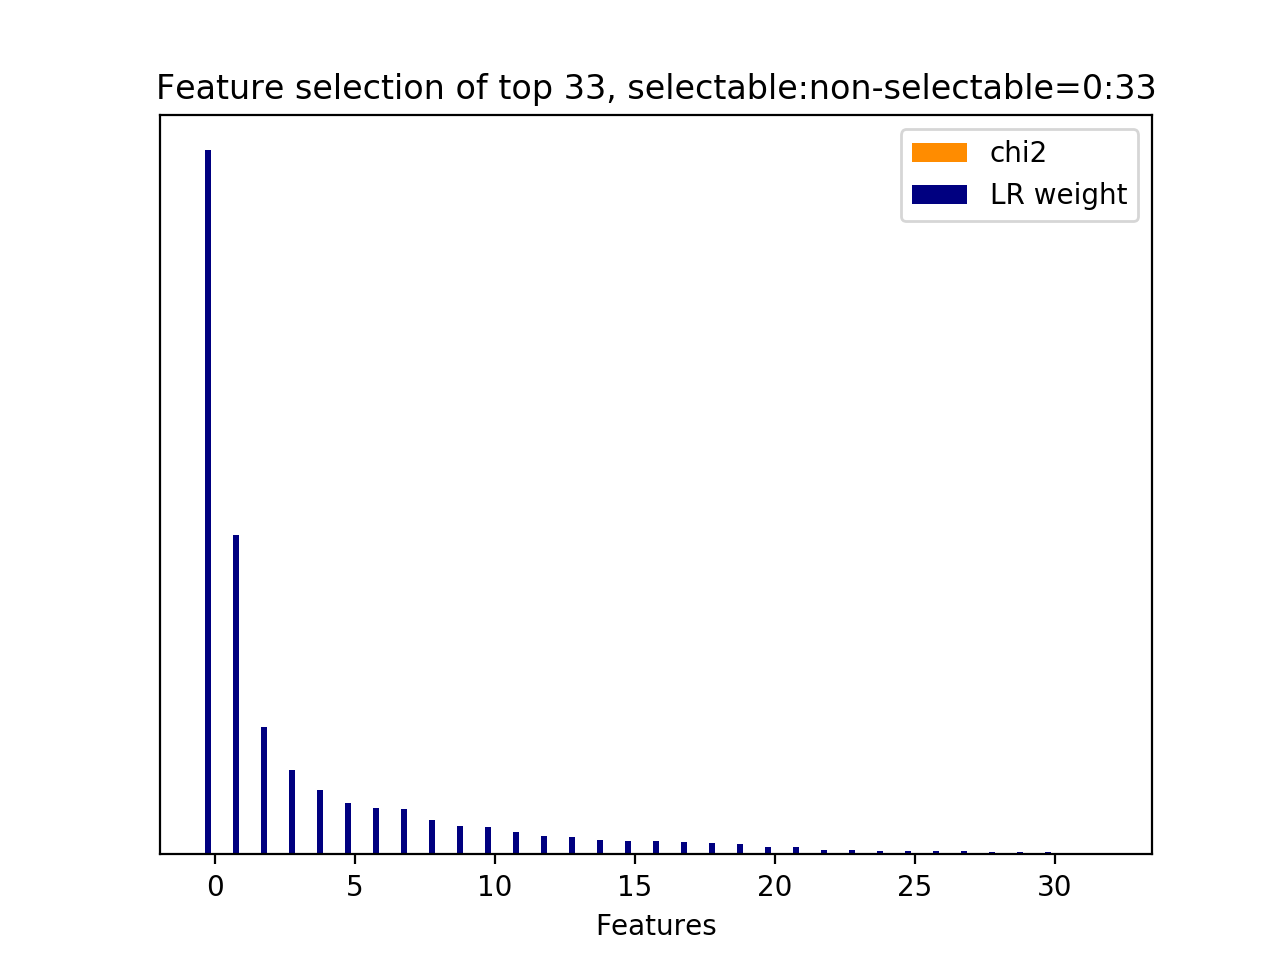 Feature selection of top 33, selectable:non-selectable=0:33
chi2
LR weight
0 5 10 15 20 25 30
Features